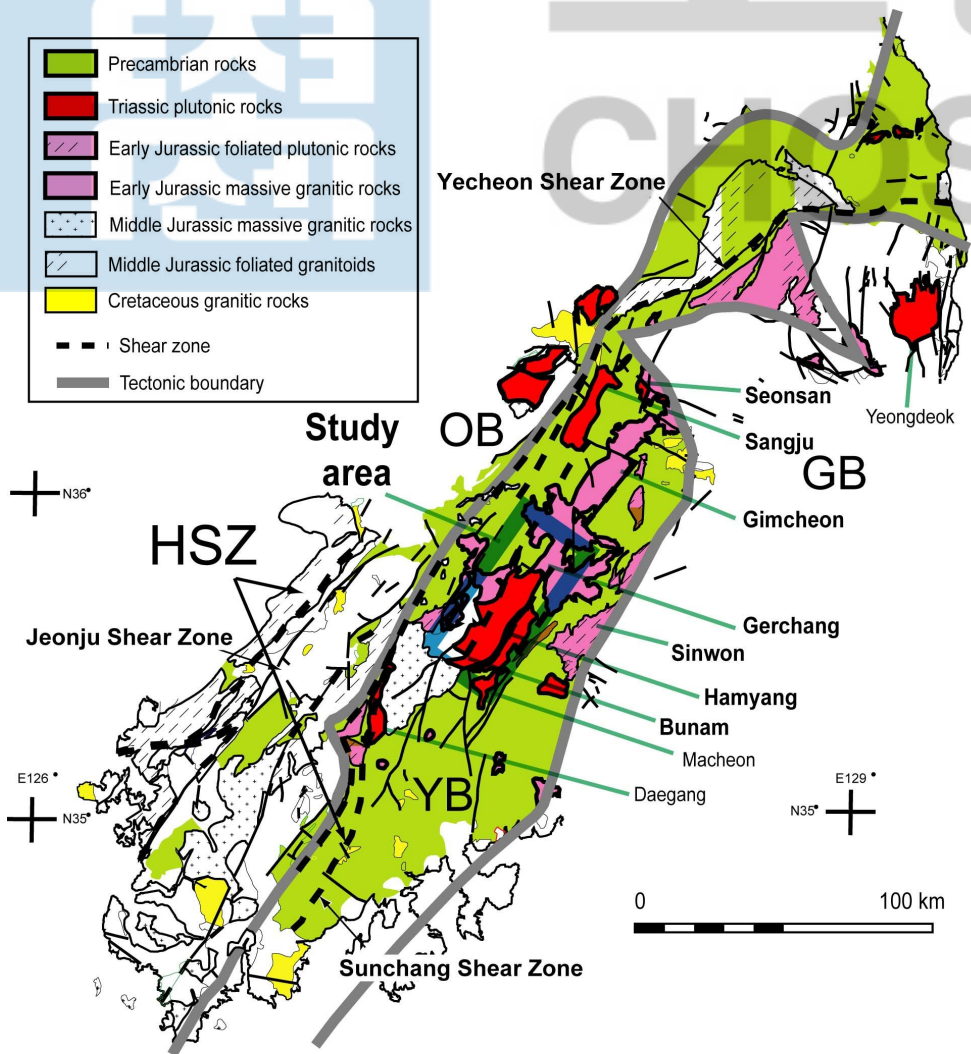 CHOS
Precambrian rocks
Triassic plutonic rocks
Early Jurassic foliated plutonic rocks
Early Jurassic massive granitic rocks
Middle Jurassic massive granitic rocks
Middle Jurassic foliated granitoids
Cretaceous granitic rocks
Shear zone
Tectonic boundary
Yecheon Shear Zone
Seonsan
Yeongdeok
Sangju
OB
GB
Study
area
N36°
Gimcheon
HSZ
Jeonju Shear Zone
Gerchang
Sinwon
Hamyang
Bunam
Macheon
Daegang
YB
E126°
N35°
E129°
N35°
0 100 km
Sunchang Shear Zone